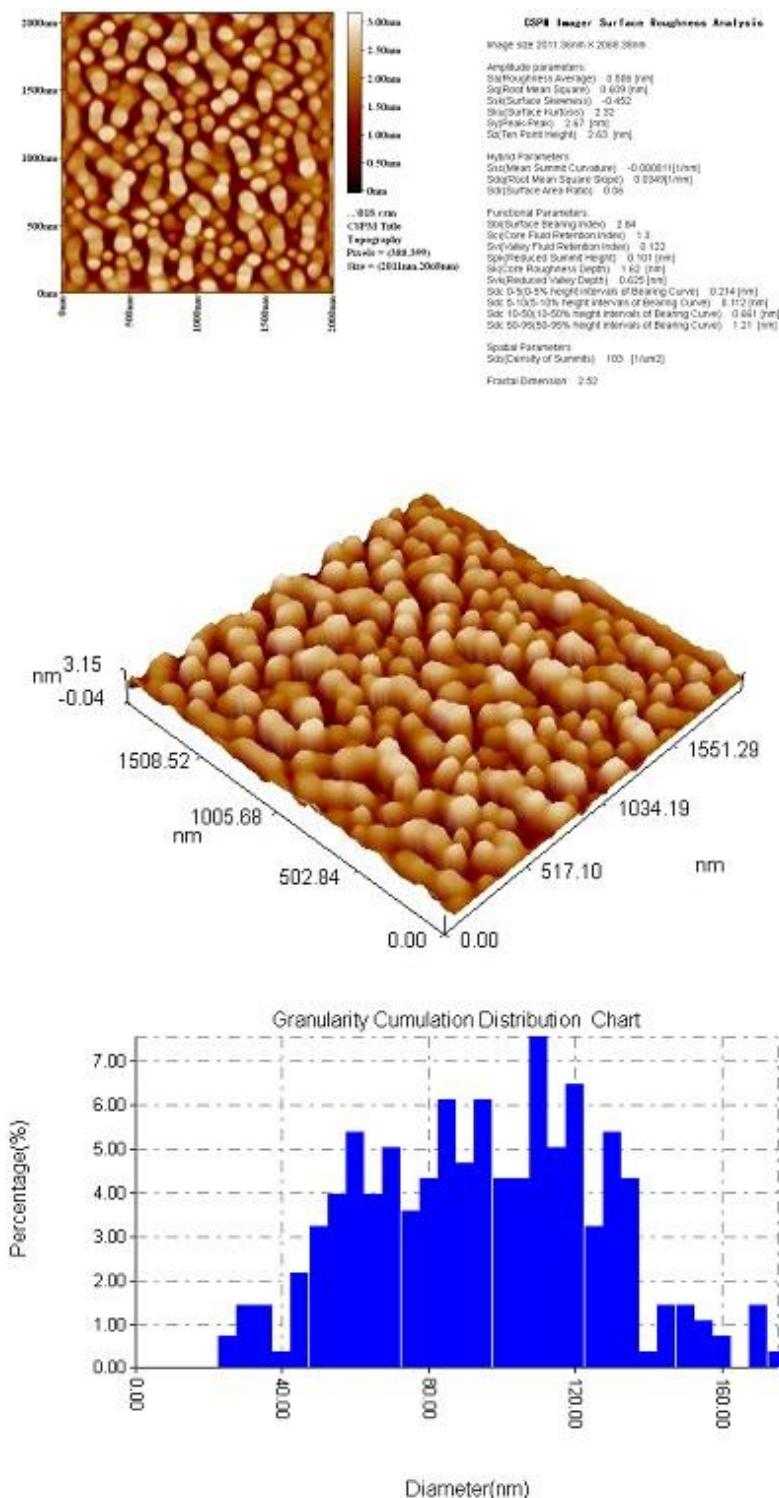 2000nm
1500nm
1000nm
500nm
0nm
0nm
500nm
1000nm
1500nm
2000nm
3.00nm
2.50nm
2.00nm
1.50nm
1.00nm
0.50nm
0nm
CSPM Title
Topography
Pixels = (388,399)
Size = (2011nm,2068nm)
CSPM Imager Surface Roughness Analysis
Image size 2011.36nm X 2068.38nm
Amplitude parameters:
Sa(Roughness Average) 0.506 [nm]
Sq(Root Mean Square) 0.609 [nm]
Ssk(Surface Skewness) -0.452
Sku(Surface Kurtosis) 2.32
Sy(Peak-Peak) 2.67 [nm]
Sz(Ten Point Height) 2.63 [nm]
Hybrid Parameters
Ssc(Mean Summit Curvature) [1/nm]
Sdq(Root Mean Square Slope) 0.0349[1/nm]
Sdr(Surface Area Ratio) 0.06
Functional Parameters:
Sbi(Surface Bearing Index) 2.84
Sci(Core Fluid Retention Index) 1.3
Svi(Valley Fluid Retention Index) 0.122
Spk(Reduced Summit Height) 0.101 [nm]
Sk(Core Roughness Depth) 1.62 [nm]
Svk(Reduced Valley Depth) 0.625 [nm]
Sdc 0-5(0-5% height intervals of Bearing Curve) 0.214 [nm]
Sdc 5-10(5-10% height intervals of Bearing Curve) 0.112 [nm]
Sdc 10-50(10-50% height intervals of Bearing Curve) 0.661 [nm]
Sdc 50-95(50-95% height intervals of Bearing Curve) 1.21 [nm]
Spatial Parameters:
Sds(Density of Summits) 103 [1/um2]
Fractal Dimension 2.52
nm 3.15
-0.04
1508.52
1005.68
nm
502.84
0.00
0.00
517.10
1034.19
1551.29
nm
Granularity Cumulation Distribution Chart
7.00
6.00
5.00
4.00
3.00
2.00
1.00
0.00
Percentage(%)
0.00
40.00
80.00
120.00
160.00
Diameter(nm)